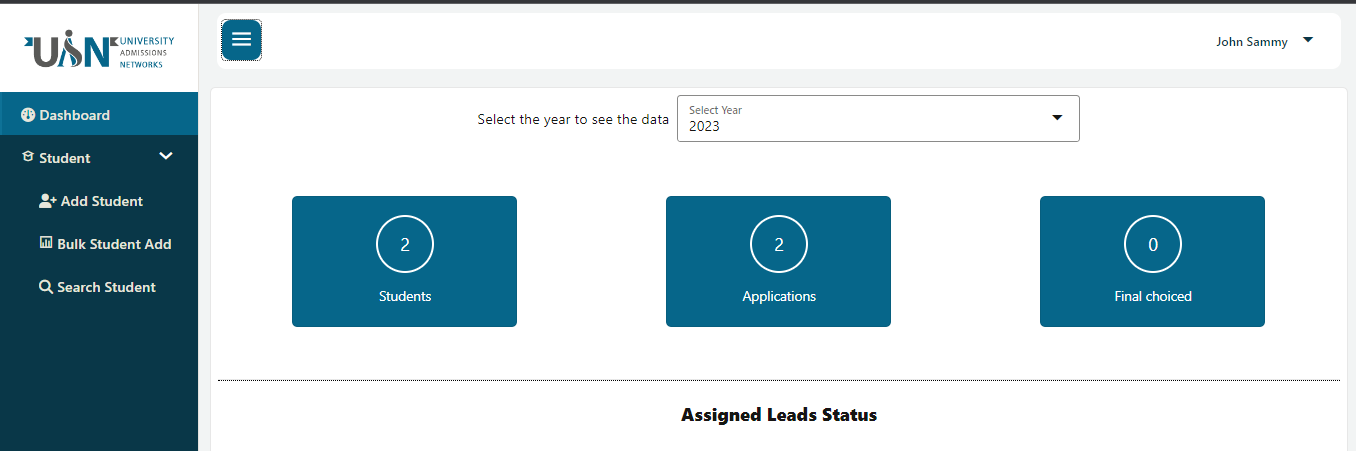 UAN UNIVERSITY
ADMISSIONS
NETWORKS
John Sammy
Dashboard
Student
Add Student
Bulk Student Add
Search Student
Select the year to see the data
Select Year
2023
2
Students
2
Applications
0
Final choiced
Assigned Leads Status